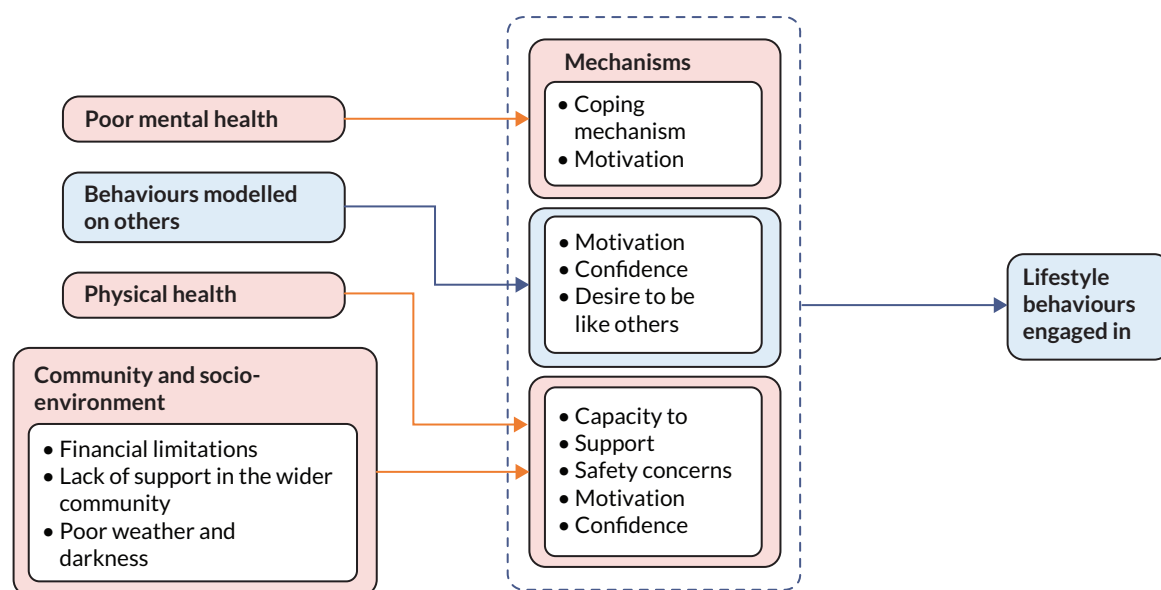 Poor mental health
Behaviours modelled
on others
Physical health
Community and socio-
environment
• Financial limitations
• Lack of support in the wider
community
• Poor weather and
darkness
Mechanisms
• Coping
mechanism
• Motivation
• Motivation
• Confidence
• Desire to be
like others
• Capacity to
• Support
• Safety concerns
• Motivation
• Confidence
Lifestyle
behaviours
engaged in